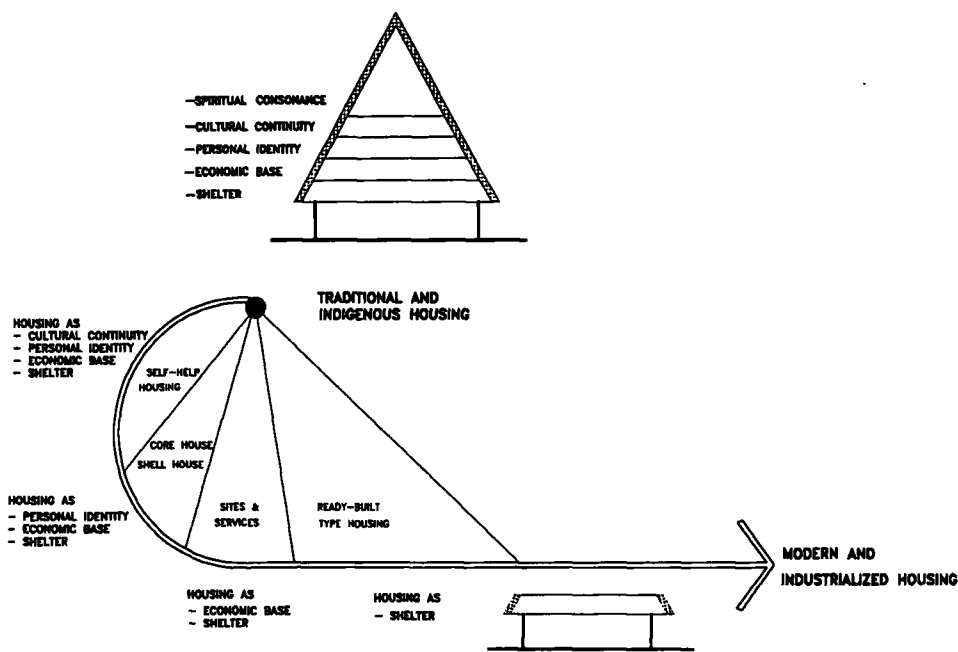 —SPIRITUAL CONSONANCE
—CULTURAL CONTINUITY
—PERSONAL IDENTITY
—ECONOMIC BASE
—SHELTER
TRADITIONAL AND
INDIGENOUS HOUSING
HOUSING AS
- CULTURAL CONTINUITY
- PERSONAL IDENTITY
- ECONOMIC BASE
- SHELTER
SELF-HELP
HOUSING
CORE HOUSE
SHELL HOUSE
HOUSING AS
- PERSONAL IDENTITY
- ECONOMIC BASE
- SHELTER
SITES &
SERVICES
READY-BUILT
TYPE HOUSING
MODERN AND
INDUSTRIALIZED HOUSING
HOUSING AS
- ECONOMIC BASE
- SHELTER
HOUSING AS
- SHELTER